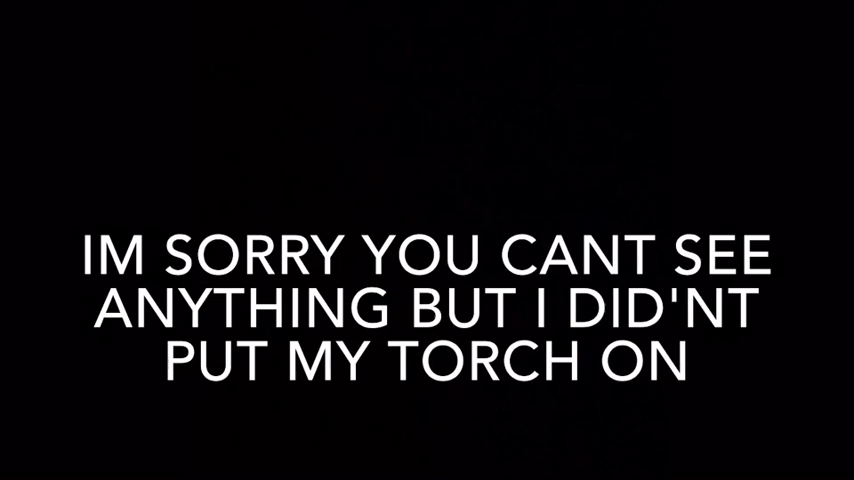 IM SORRY YOU CANT SEE
ANYTHING BUT I DID'NT
PUT MY TORCH ON